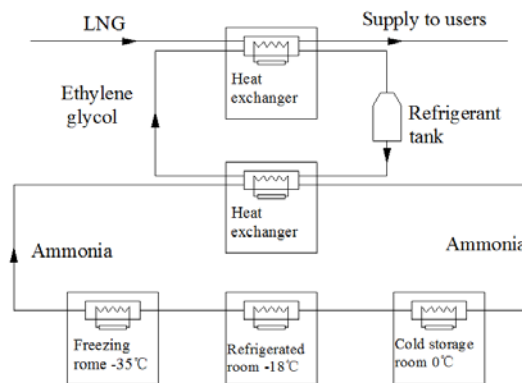 LNG
Supply to users
Heat
exchanger
Ethylene
glycol
Refrigerant
tank
Heat
exchanger
Ammonia
Ammonia
Freezing
rome -35℃
Refrigerated
room -18℃
Cold storage
room 0℃